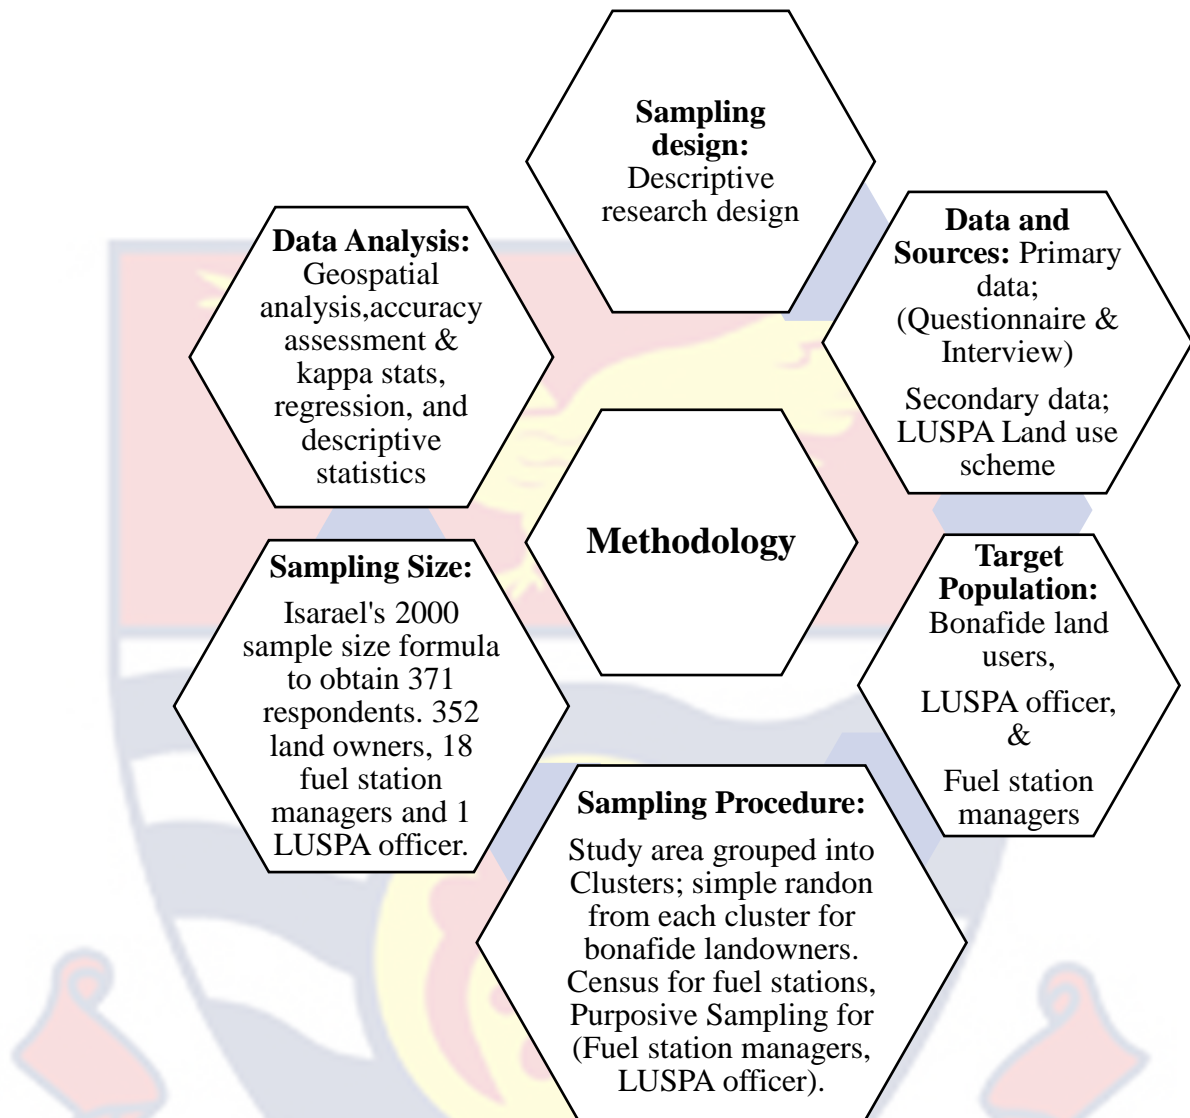 Sampling
design:
Descriptive
research design
Data and
Sources: Primary
data;
(Questionnaire &
Interview)
Secondary data;
LUSPA Land use
scheme
Target
Population:
Bonafide land
users,
LUSPA officer,
&
Fuel station
managers
Sampling Procedure:
Study area grouped into
Clusters; simple randon
from each cluster for
bonafide landowners.
Census for fuel stations,
Purposive Sampling for
(Fuel station managers,
LUSPA officer).
Sampling Size:
Isarael's 2000
sample size formula
to obtain 371
respondents. 352
land owners, 18
fuel station
managers and 1
LUSPA officer.
Data Analysis:
Geospatial
analysis,accuracy
assessment &
kappa stats,
regression, and
descriptive
statistics
Methodology